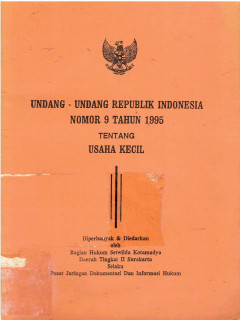 UNDANG - UNDANG REPUBLIK INDONESIA
NOMOR 9 TAHUN 1995
TENTANG
USAHA KECIL
Diperbanyak & Diedarkan
oleh
Bagian Hukum Setwilda Kotamadya
Daerah Tingkat II Surakarta
Selaku
Pusat Jaringan Dokumentasi Dan Informasi Hukum